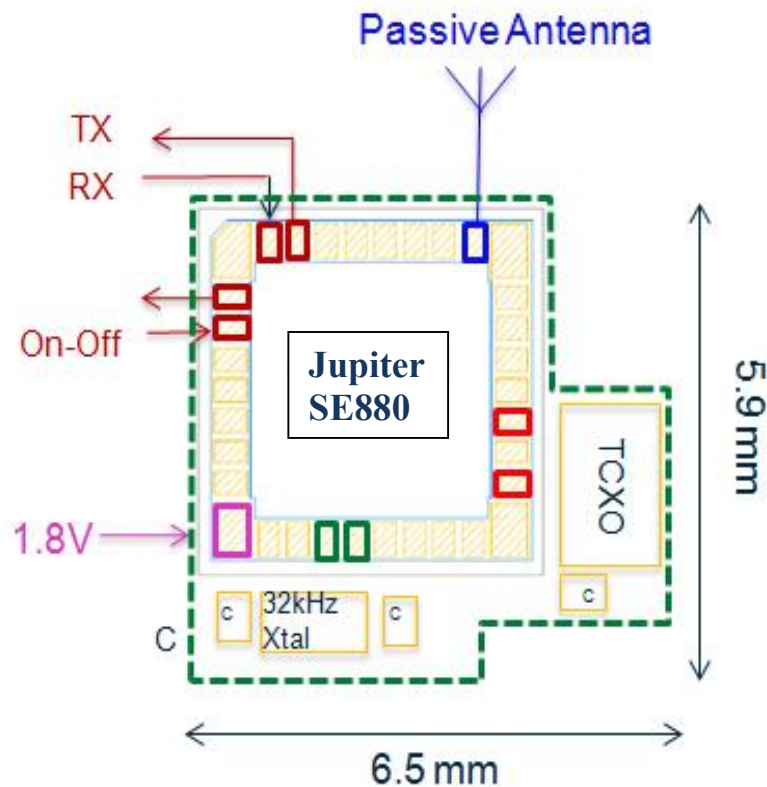 Passive Antenna
TX
RX
On-Off
Jupiter
SE880
TCXO
5.9 mm
1.8V
c
32kHz
Xtal
c
c
C
6.5 mm